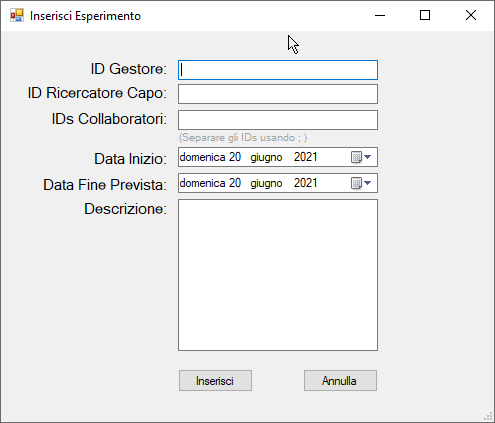 Inserisci Esperimento
ID Gestore:
ID Ricercatore Capo:
IDs Collaboratori:
(Separare gli IDs usando ; )
Data Inizio: domenica 20 giugno 2021
Data Fine Prevista: domenica 20 giugno 2021
Descrizione:
Inserisci Annulla